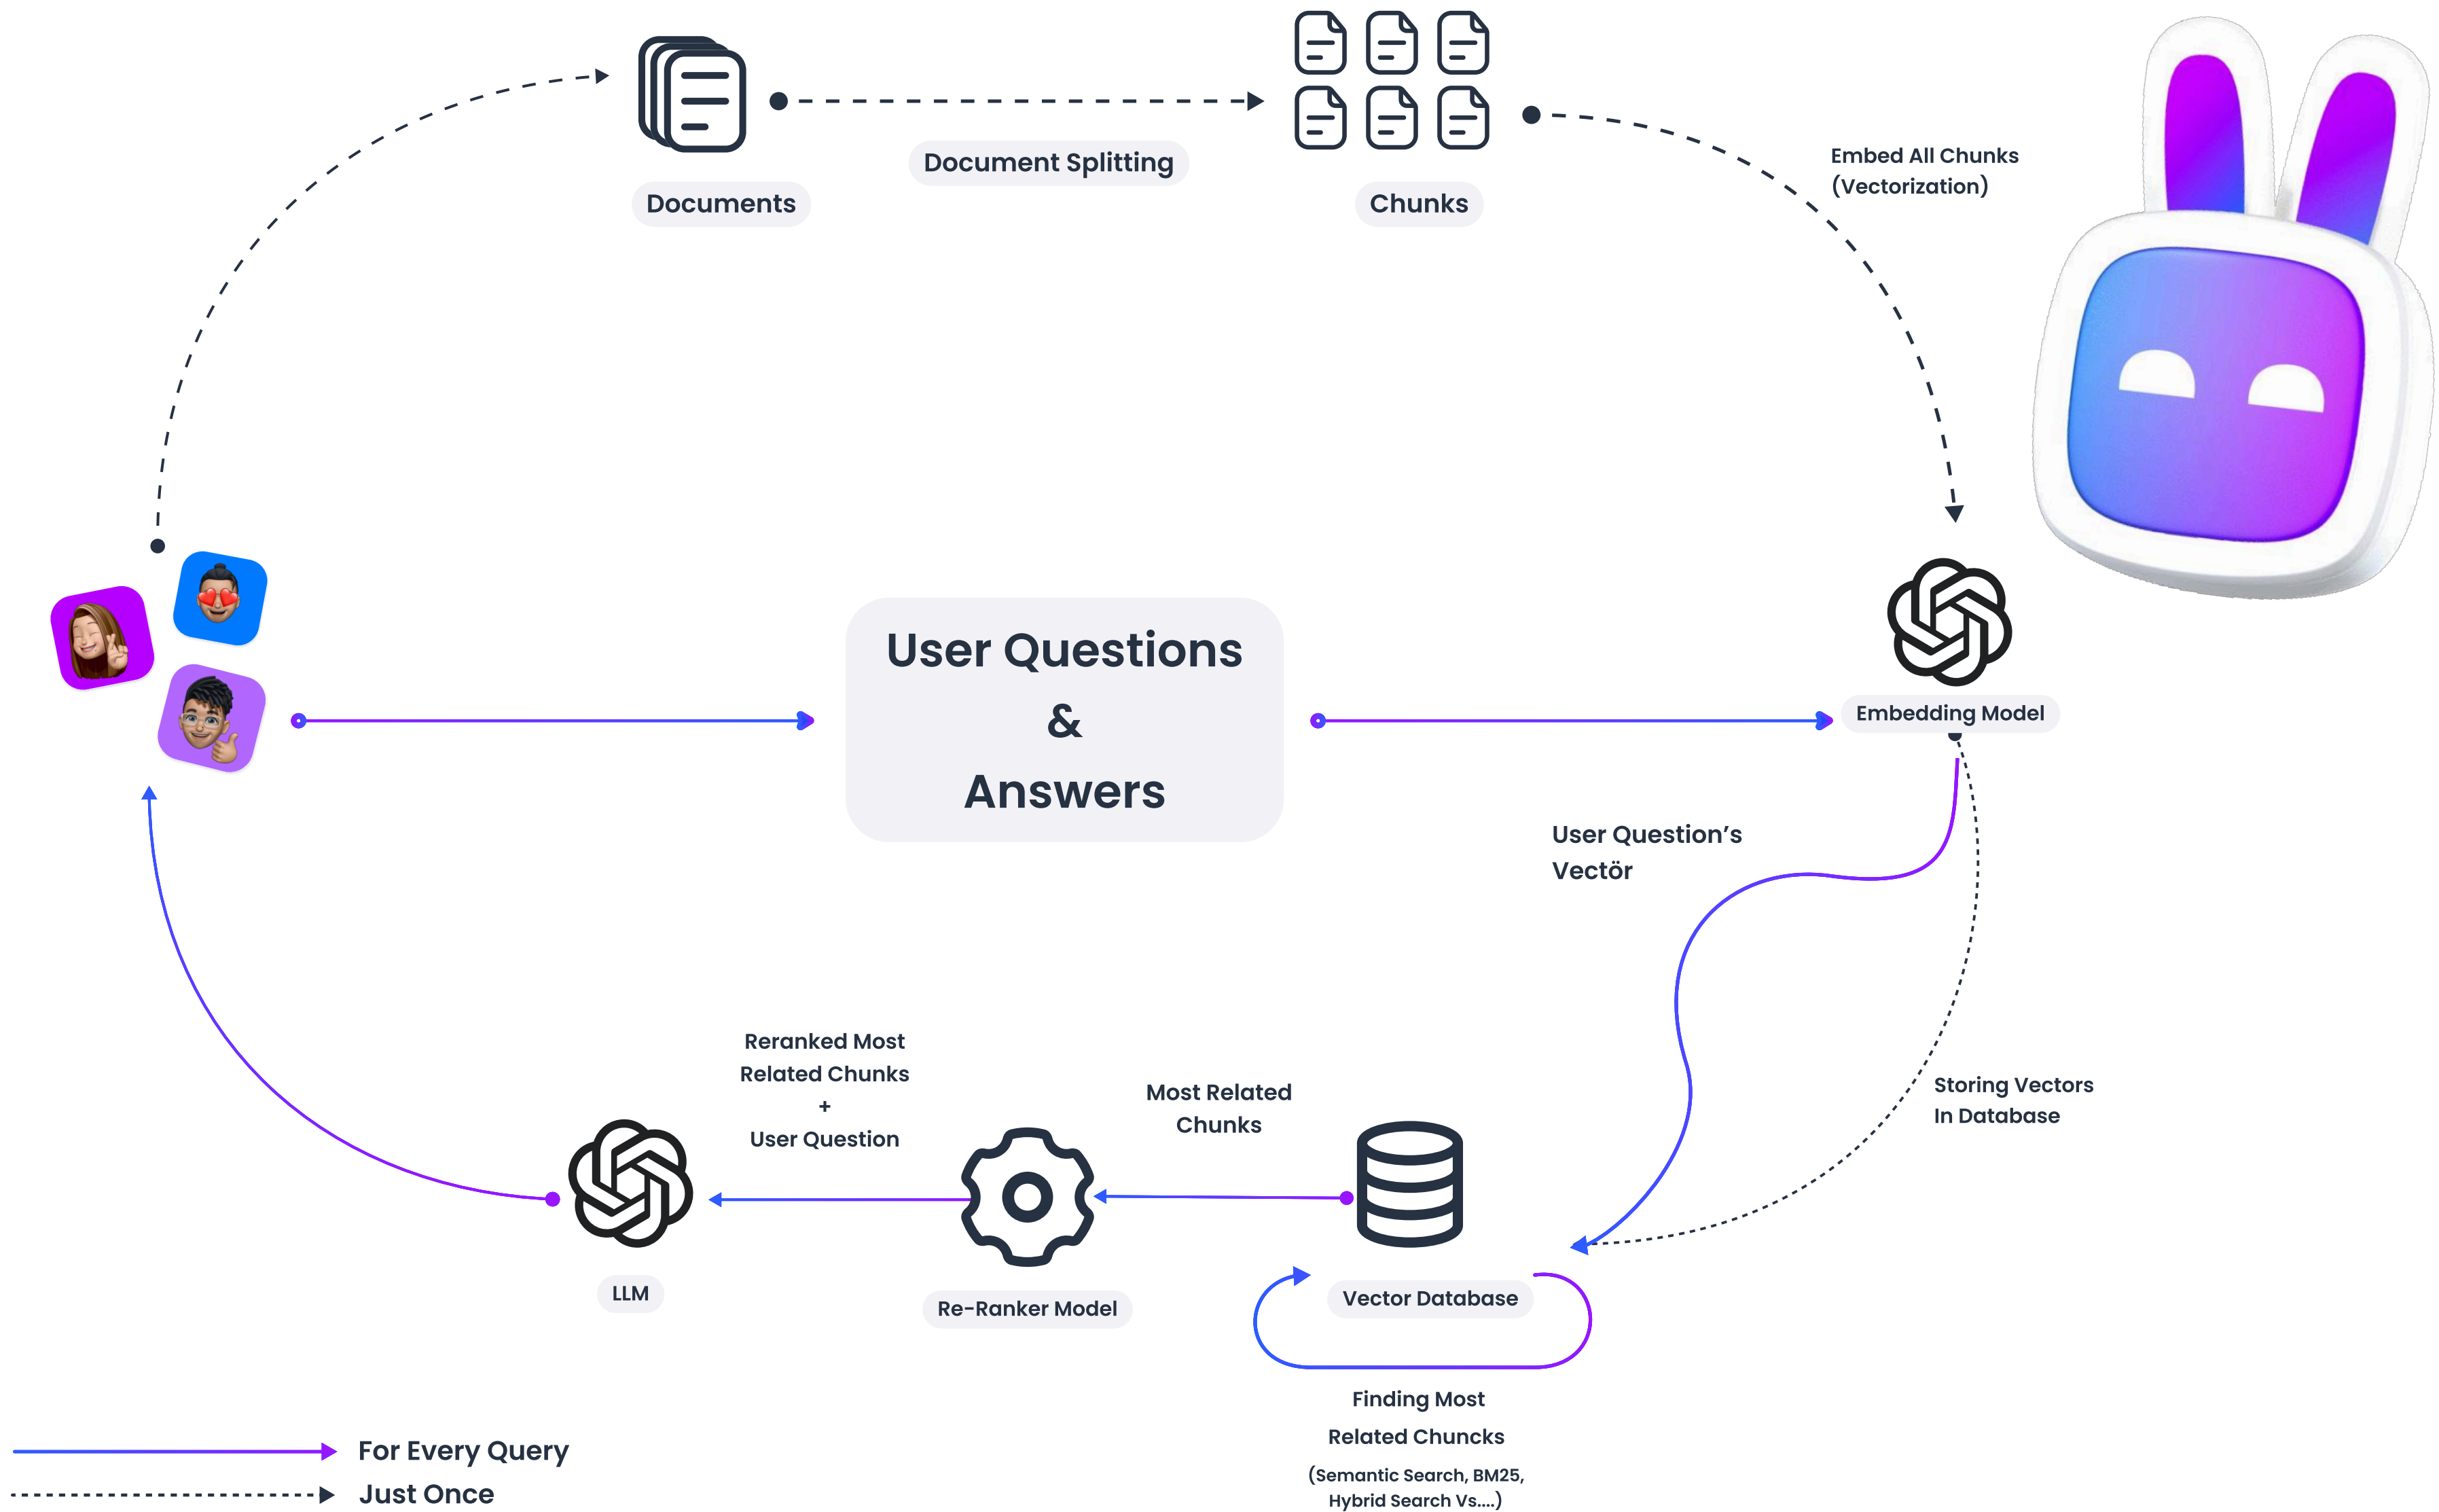 Documents
Document Splitting
Chunks
Embed All Chunks
(Vectorization)
User Questions
&
Answers
Embedding Model
User Question’s
Vectör
Storing Vectors
In Database
Reranked Most
Related Chunks
+
User Question
Most Related
Chunks
LLM
Re-Ranker Model
Vector Database
Finding Most
Related Chuncks
(Semantic Search, BM25,
Hybrid Search Vs....)
For Every Query
Just Once